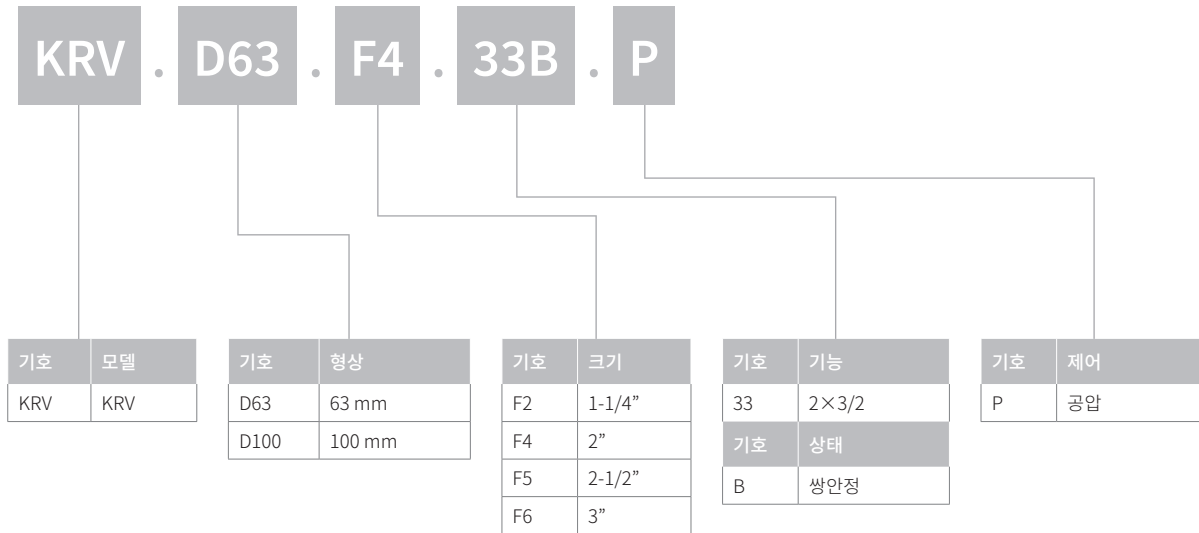 KRV . D63 . F4 . 33B . P
기호 모델
KRV KRV
기호 형상
D63 63 mm
D100 100 mm
기호 크기
F2 1-1/4”
F4 2”
F5 2-1/2”
F6 3”
기호 기능
33 2×3/2
기호 상태
B 쌍안정
기호 제어
P 공압